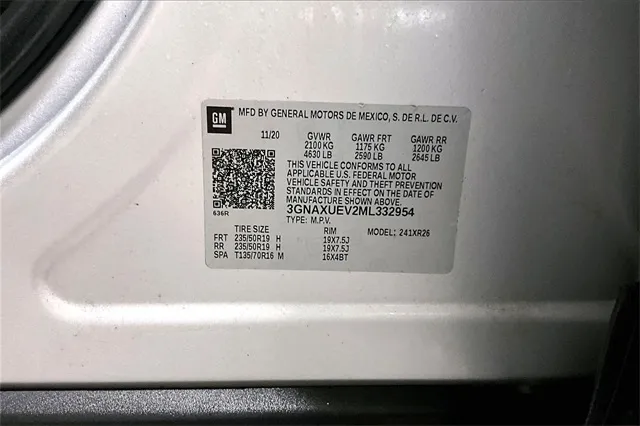 GM MFD BY GENERAL MOTORS DE MEXICO, S. DE R.L. DE C.V.
11/20 GVWR GAWR FRT GAWR RR
2100 KG 1175 KG 1200 KG
4630 LB 2590 LB 2645 LB
THIS VEHICLE CONFORMS TO ALL
APPLICABLE U.S. FEDERAL MOTOR
VEHICLE SAFETY AND THEFT PREVENTION
STANDARDS IN EFFECT ON THE DATE OF
MANUFACTURE SHOWN ABOVE.
636R 3GNAXUEV2ML332954
TYPE: M.P.V.
TIRE SIZE RIM MODEL: 241XR26
FRT 235/50R19 H 19X7.5J
RR 235/50R19 H 19X7.5J
SPA T135/70R16 M 16X4BT